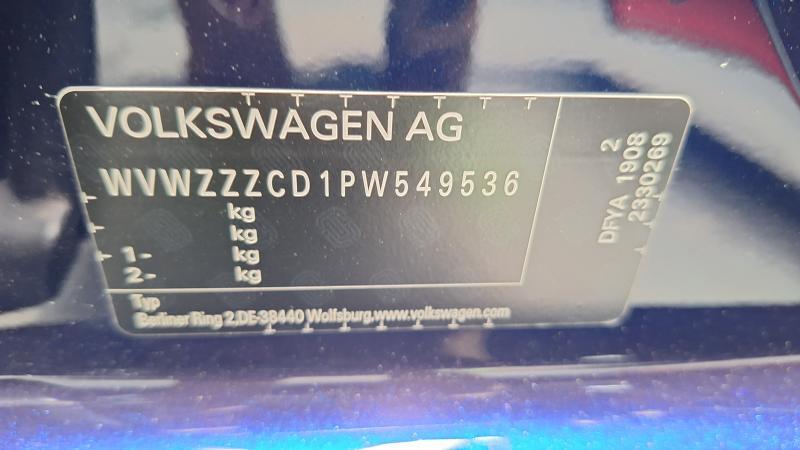 VOLKSWAGEN AG
WVWZZZCD1PW549536
kg
kg
1- kg
2- kg
Typ
Berliner Ring 2,DE-38440 Wolfsburg,www.volkswagen.com
2
DFYA 1908
2330269